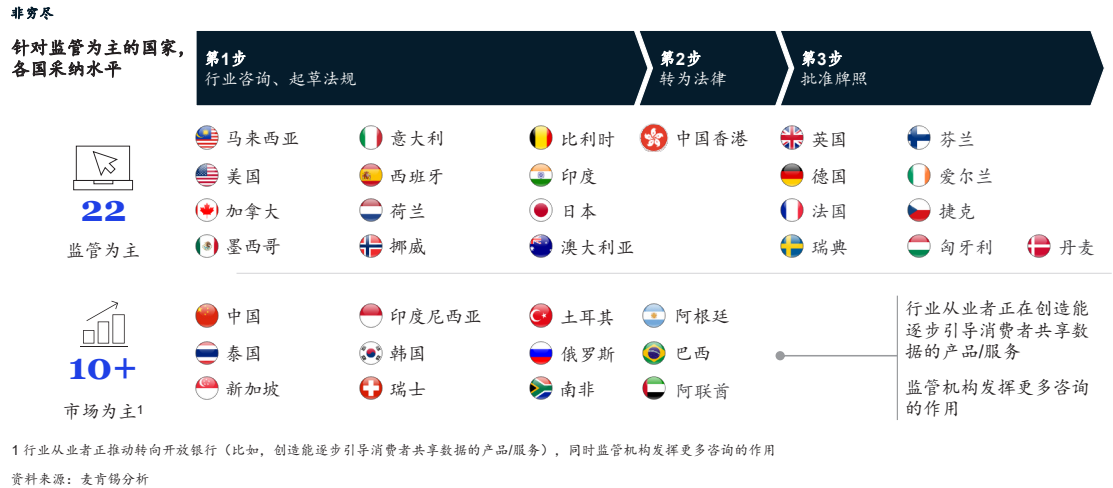 非穷尽
针对监管为主的国家，
各国采纳水平
第1步
行业咨询、起草法规
第2步
转为法律
第3步
批准牌照
22
监管为主
马来西亚 意大利 比利时 中国香港 英国 芬兰
美国 西班牙 印度 德国 爱尔兰
加拿大 荷兰 日本 法国 捷克
墨西哥 挪威 澳大利亚 瑞典 匈牙利 丹麦
10+
市场为主1
中国 印度尼西亚 土耳其 阿根廷
泰国 韩国 俄罗斯 巴西
新加坡 瑞士 南非 阿联酋
行业从业者正在创造能
逐步引导消费者共享数
据的产品/服务
监管机构发挥更多咨询
的作用
1 行业从业者正推动转向开放银行（比如，创造能逐步引导消费者共享数据的产品/服务），同时监管机构发挥更多咨询的作用
资料来源：麦肯锡分析